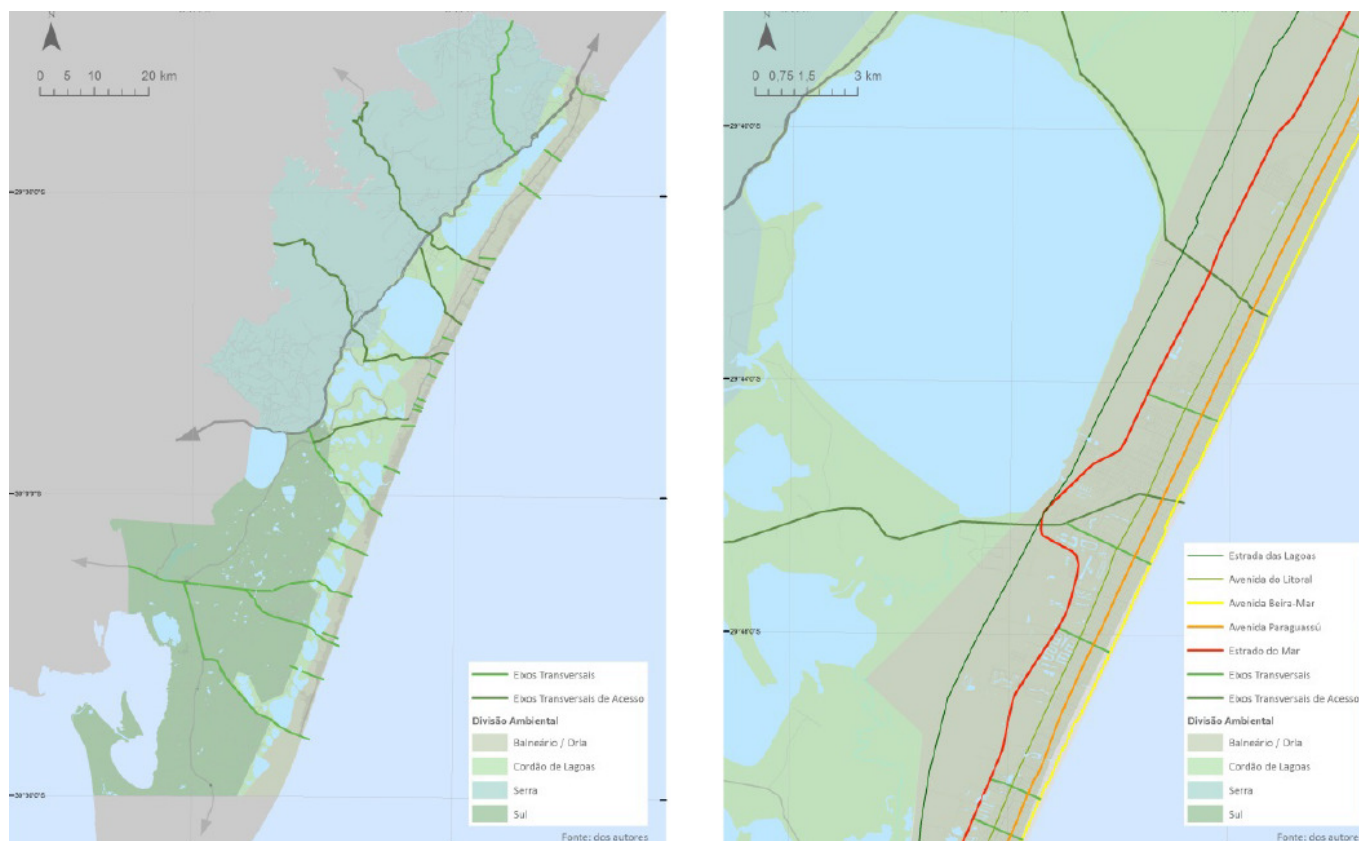 N
0 5 10 20 km
Eixos Transversais
Eixos Transversais de Acesso
Divisão Ambiental
Balneário / Orla
Cordão de Lagoas
Serra
Sul
Fonte: dos autores
N
0 0,75 1,5 3 km
Estrada das Lagoas
Avenida do Litoral
Avenida Beira-Mar
Avenida Paraguassú
Estrado do Mar
Eixos Transversais
Eixos Transversais de Acesso
Divisão Ambiental
Balneário / Orla
Cordão de Lagoas
Serra
Sul
Fonte: dos autores